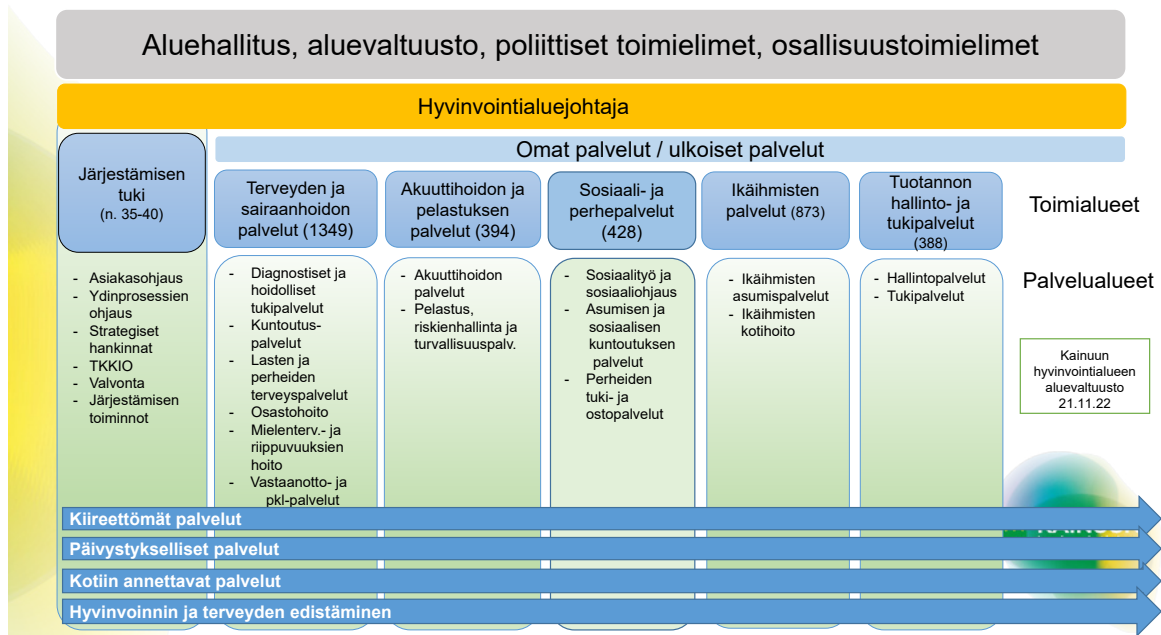 Aluehallitus, aluevaltuusto, poliittiset toimielimet, osallisuustoimielimet
Hyvinvointialuejohtaja
Omat palvelut / ulkoiset palvelut
Järjestämisen
tuki
(n. 35-40)
Terveyden ja
sairaanhoidon
palvelut (1349)
Akuuttihoidon ja
pelastuksen
palvelut (394)
Sosiaali- ja
perhepalvelut
(428)
Ikäihmisten
palvelut (873)
Tuotannon
hallinto- ja
tukipalvelut
(388)
Toimialueet
- Asiakasohjaus
- Ydinprosessien
ohjaus
- Strategiset
hankinnat
- TKKIO
- Valvonta
- Järjestämisen
toiminnot
- Diagnostiset ja
hoidolliset
tukipalvelut
- Kuntoutus-
palvelut
- Lasten ja
perheiden
terveyspalvelut
- Osastohoito
- Mielenterv.- ja
riippuvuuksien
hoito
- Vastaanotto- ja
pkl-palvelut
- Akuuttihoidon
palvelut
- Pelastus,
riskienhallinta ja
turvallisuuspalv.
- Sosiaalityö ja
sosiaaliohjaus
- Asumisen ja
sosiaalisen
kuntoutuksen
palvelut
- Perheiden
tuki- ja
ostopalvelut
- Ikäihmisten
asumispalvelut
- Ikäihmisten
kotihoito
- Hallintopalvelut
- Tukipalvelut
Palvelualueet
Kainuun
hyvinvointialueen
aluevaltuusto
21.11.22
Kiireettömät palvelut
Päivystykselliset palvelut
Kotiin annettavat palvelut
Hyvinvoinnin ja terveyden edistäminen